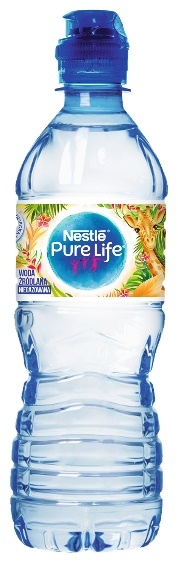 Nestlé
Pure Life
WODA
ŹRÓDLANA
NIEGAZOWANA